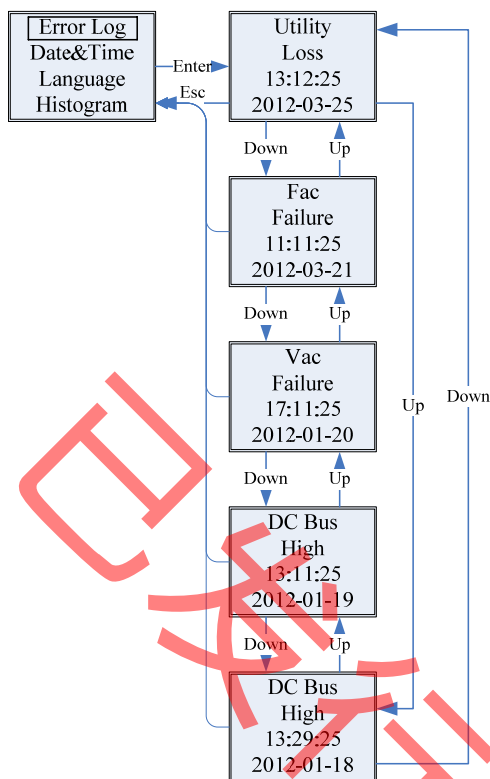 Error Log
Date&Time
Language
Histogram
Enter
Esc
Utility
Loss
13:12:25
2012-03-25
Down
Up
Fac
Failure
11:11:25
2012-03-21
Down
Up
Vac
Failure
17:11:25
2012-01-20
Up
Down
Down
Up
DC Bus
High
13:11:25
2012-01-19
Down
Up
DC Bus
High
13:29:25
2012-01-18
已发行